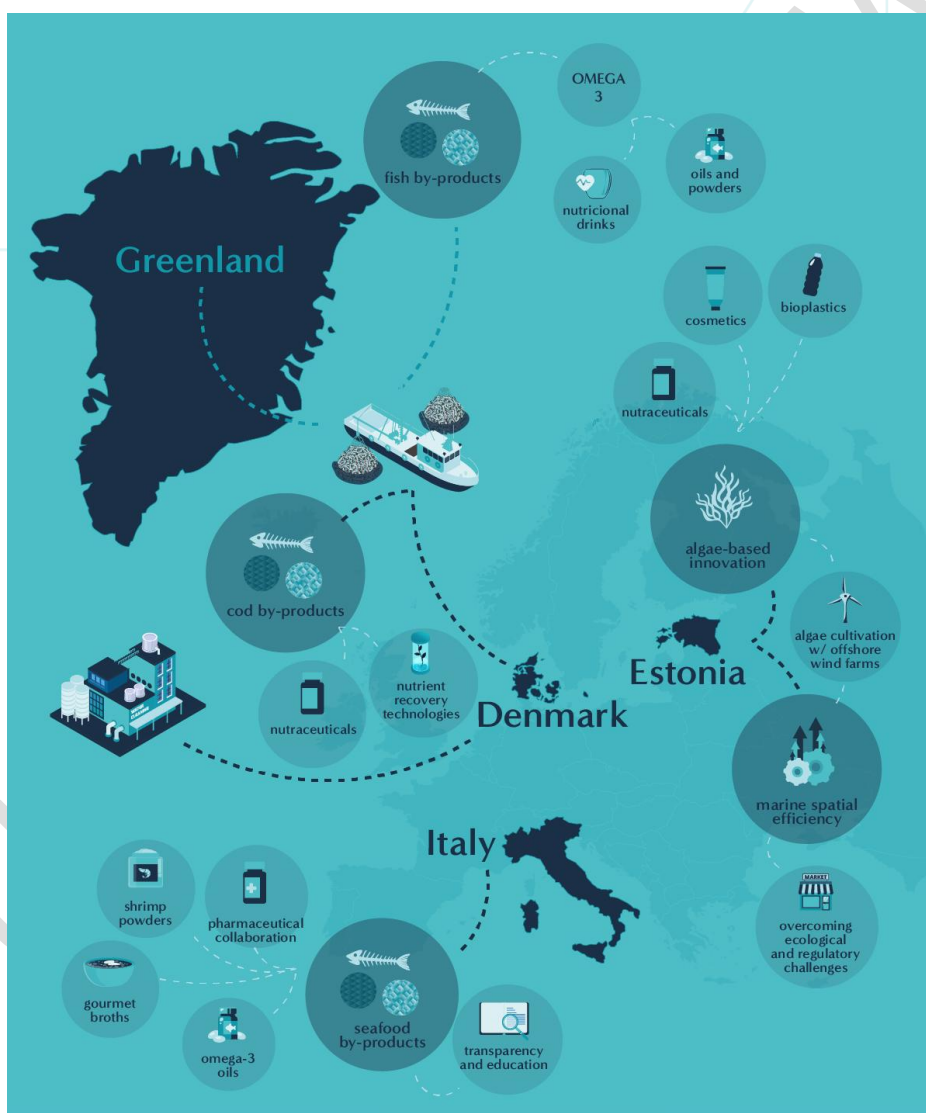 OMEGA
3
fish by-products
oils and
powders
nutricional
drinks
Greenland
cosmetics
bioplastics
nutraceuticals
algae-based
innovation
cod by-products
algae cultivation
w/ offshore
wind farms
Estonia
nutrient
recovery
technologies
nutraceuticals
Denmark
marine spatial
efficiency
Italy
MARKET
shrimp
powders
pharmaceutical
collaboration
overcoming
ecological
and regulatory
challenges
gourmet
broths
seafood
by-products
omega-3
oils
transparency
and education